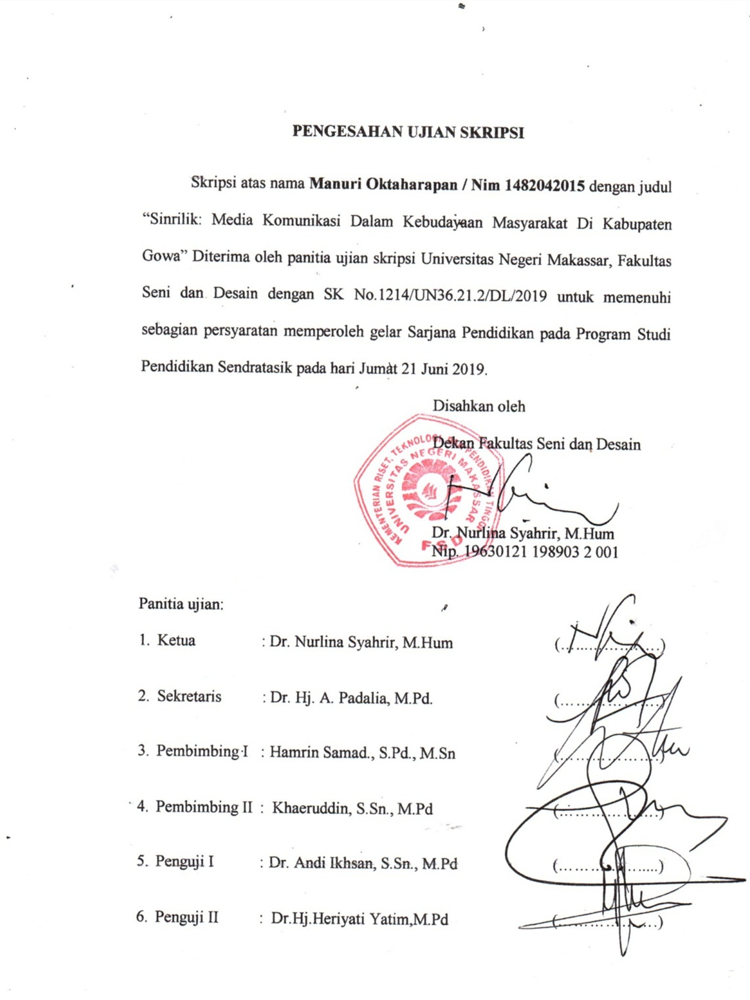 PENGESAHAN UJIAN SKRIPSI
Skripsi atas nama Manuri Oktaharapan / Nim 1482042015 dengan judul
“Sinrilik: Media Komunikasi Dalam Kebudayaan Masyarakat Di Kabupaten
Gowa” Diterima oleh panitia ujian skripsi Universitas Negeri Makassar, Fakultas
Seni dan Desain dengan SK No.1214/UN36.21.2/DL/2019 untuk memenuhi
sebagian persyaratan memperoleh gelar Sarjana Pendidikan pada Program Studi
Pendidikan Sendratasik pada hari Jumat 21 Juni 2019.
Disahkan oleh
Dekan Fakultas Seni dan Desain
KEMENTERIAN RISET, TEKNOLOGI DAN PENDIDIKAN TINGGI
UNIVERSITAS NEGERI MAKASSAR
FSD
Dr. Nurlina Syahrir, M.Hum
Nip. 19630121 198903 2 001
Panitia ujian:
1. Ketua : Dr. Nurlina Syahrir, M.Hum (........................)
2. Sekretaris : Dr. Hj. A. Padalia, M.Pd. (........................)
3. Pembimbing I : Hamrin Samad., S.Pd., M.Sn (........................)
4. Pembimbing II : Khaeruddin, S.Sn., M.Pd (........................)
5. Penguji I : Dr. Andi Ikhsan, S.Sn., M.Pd (........................)
6. Penguji II : Dr.Hj.Heriyati Yatim,M.Pd (........................)